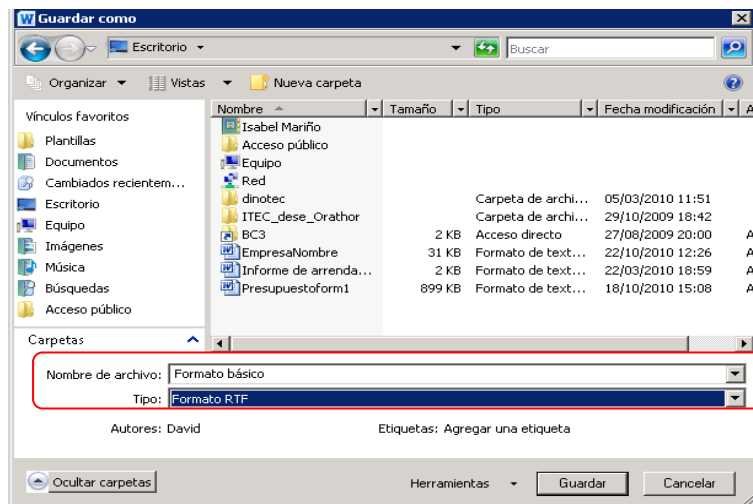 Guardar como
Escritorio
Buscar
Organizar Vistas Nueva carpeta
Vínculos favoritos
Plantillas
Documentos
Cambiados recientem...
Escritorio
Equipo
Imágenes
Música
Búsquedas
Acceso público
Carpetas
Nombre Tamaño Tipo Fecha modificación A
Isabel Mariño
Acceso público
Equipo
Red
dinotec Carpeta de archi... 05/03/2010 11:51
ITEC_dese_Orathor Carpeta de archi... 29/10/2009 18:42
BC3 2 KB Acceso directo 27/08/2009 20:00 A
EmpresaNombre 31 KB Formato de text... 22/10/2010 12:26 A
Informe de arrenda... 2 KB Formato de text... 22/03/2010 18:59 A
Presupuestoform1 899 KB Formato de text... 18/10/2010 15:08 A
Nombre de archivo: Formato básico
Tipo: Formato RTF
Autores: David Etiquetas: Agregar una etiqueta
Ocultar carpetas Herramientas Guardar Cancelar